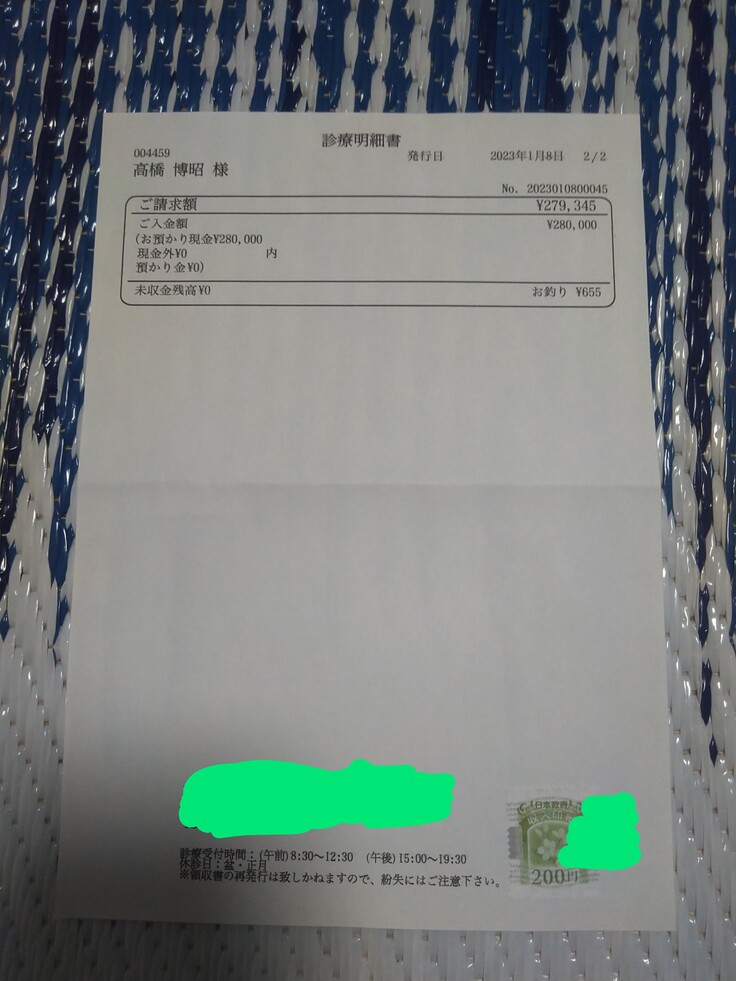 診療明細書
004459
発行日 2023年1月8日 2/2
高橋 博昭 様
No. 2023010800045
ご請求額 ¥279,345
ご入金額 ¥280,000
(お預かり現金¥280,000
現金外¥0 内
預かり金¥0)
未収金残高¥0 お釣り ¥655
日本政府
診療受付時間:(午前)8:30～12:30 (午後)15:00～19:30
休診日:盆・正月
※領収書の再発行は致しかねますので、紛失にはご注意下さい。
200円